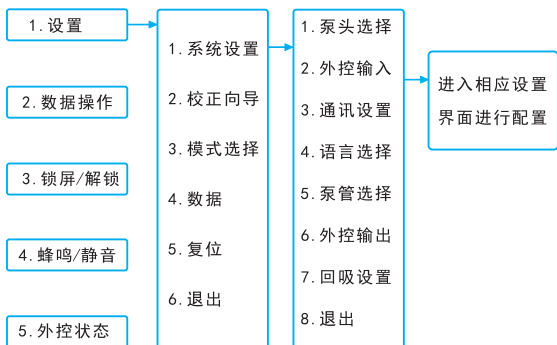 1.设置
2.数据操作
3.锁屏/解锁
4.蜂鸣/静音
5.外控状态
1.系统设置
2.校正向导
3.模式选择
4.数据
5.复位
6.退出
1.泵头选择
2.外控输入
3.通讯设置
4.语言选择
5.泵管选择
6.外控输出
7.回吸设置
8.退出
进入相应设置
界面进行配置